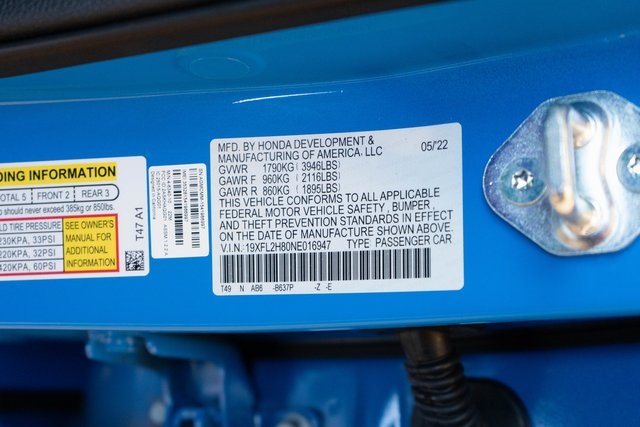 DING INFORMATION
OTAL 5 FRONT 2 REAR 3
o should never exceed 385kg or 850lbs.
LD TIRE PRESSURE
230KPA, 33PSI
220KPA, 32PSI
420KPA, 60PSI
SEE OWNER'S
MANUAL FOR
ADDITIONAL
INFORMATION
T47 A1
MFD. BY HONDA DEVELOPMENT &
MANUFACTURING OF AMERICA, LLC
05/'22
GVWR 1790KG ( 3946LBS)
GAWR F 960KG ( 2116LBS)
GAWR R 860KG ( 1895LBS)
THIS VEHICLE CONFORMS TO ALL APPLICABLE
FEDERAL MOTOR VEHICLE SAFETY, BUMPER,
AND THEFT PREVENTION STANDARDS IN EFFECT
ON THE DATE OF MANUFACTURE SHOWN ABOVE.
V.I.N: 19XFL2H80NE016947 TYPE PASSENGER CAR
T49 N AB6 -B637P -Z -E